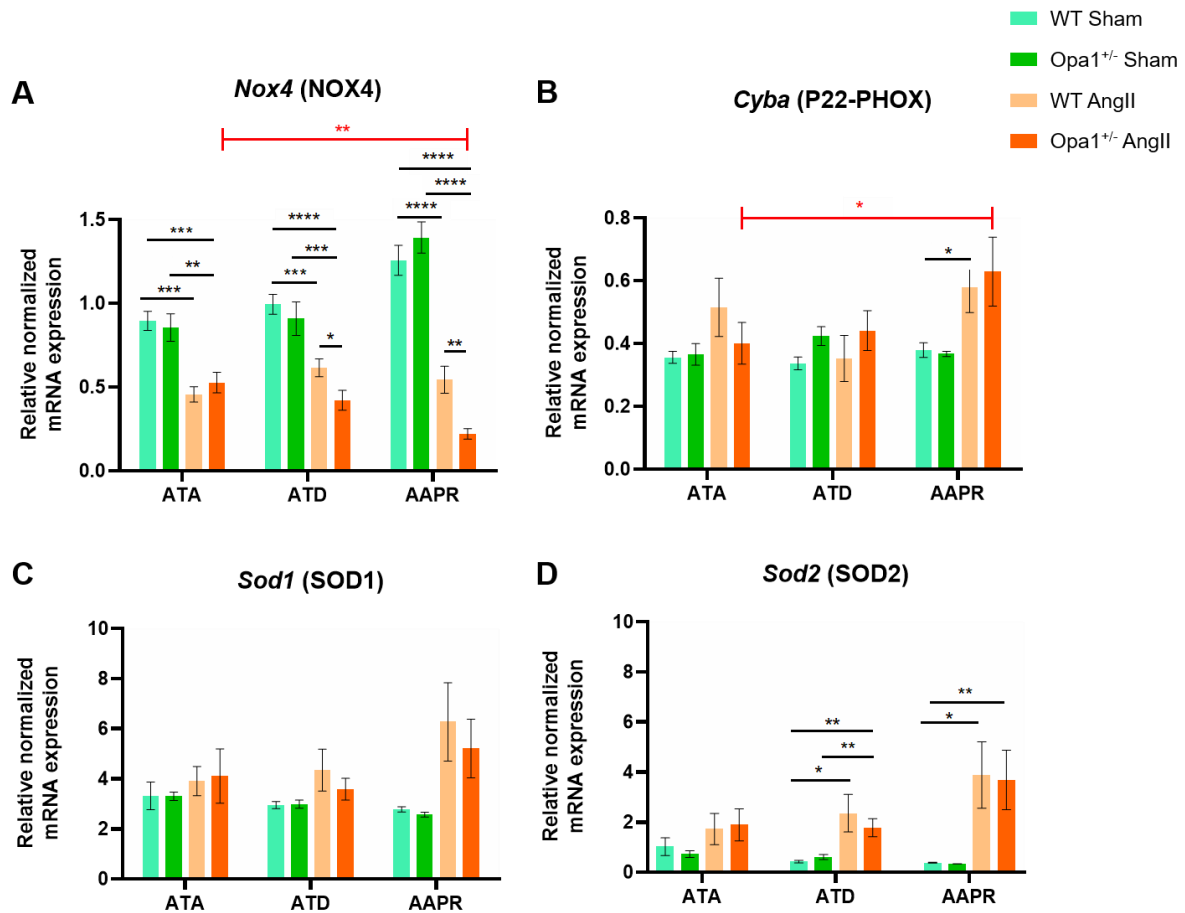 WT Sham
Opa1+/- Sham
WT AngII
Opa1+/- AngII
A
Nox4 (NOX4)
**
****
****
****
****
***
***
***
**
***
*
**
Relative normalized
mRNA expression
1.5
1.0
0.5
0.0
ATA
ATD
AAPR
B
Cyba (P22-PHOX)
*
*
Relative normalized
mRNA expression
0.8
0.6
0.4
0.2
0.0
ATA
ATD
AAPR
C
Sod1 (SOD1)
Relative normalized
mRNA expression
10
8
6
4
2
0
ATA
ATD
AAPR
D
Sod2 (SOD2)
**
**
*
**
*
Relative normalized
mRNA expression
10
8
6
4
2
0
ATA
ATD
AAPR